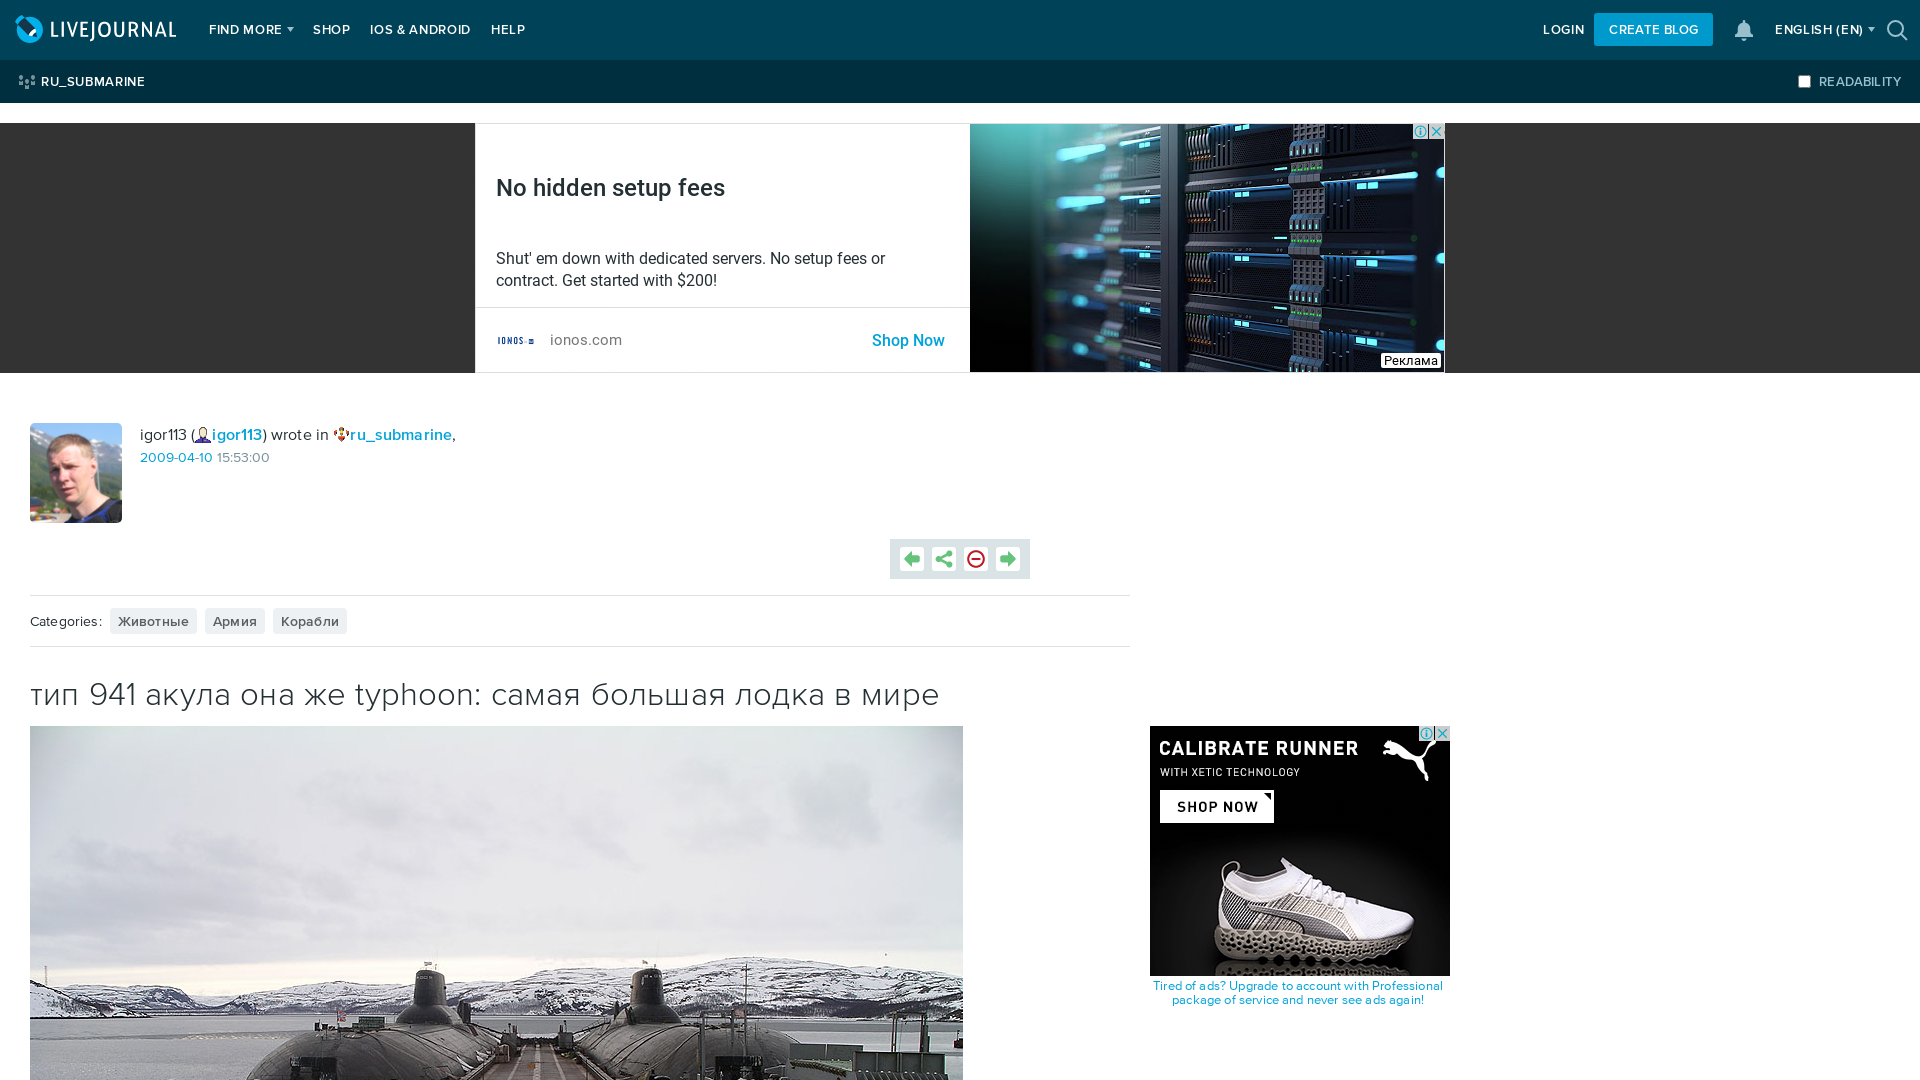 LIVEJOURNAL
FIND MORE
SHOP
IOS & ANDROID
HELP
LOGIN
CREATE BLOG
ENGLISH (EN)
RU_SUBMARINE
READABILITY
No hidden setup fees
Shut' em down with dedicated servers. No setup fees or
contract. Get started with $200!
IONOS
ionos.com
Shop Now
Реклама
igor113 (igor113) wrote in ru_submarine,
2009-04-10 15:53:00
Categories: Животные Армия Корабли
тип 941 акула она же typhoon: самая большая лодка в мире
CALIBRATE RUNNER
WITH XETIC TECHNOLOGY
SHOP NOW
Tired of ads? Upgrade to account with Professional
package of service and never see ads again!